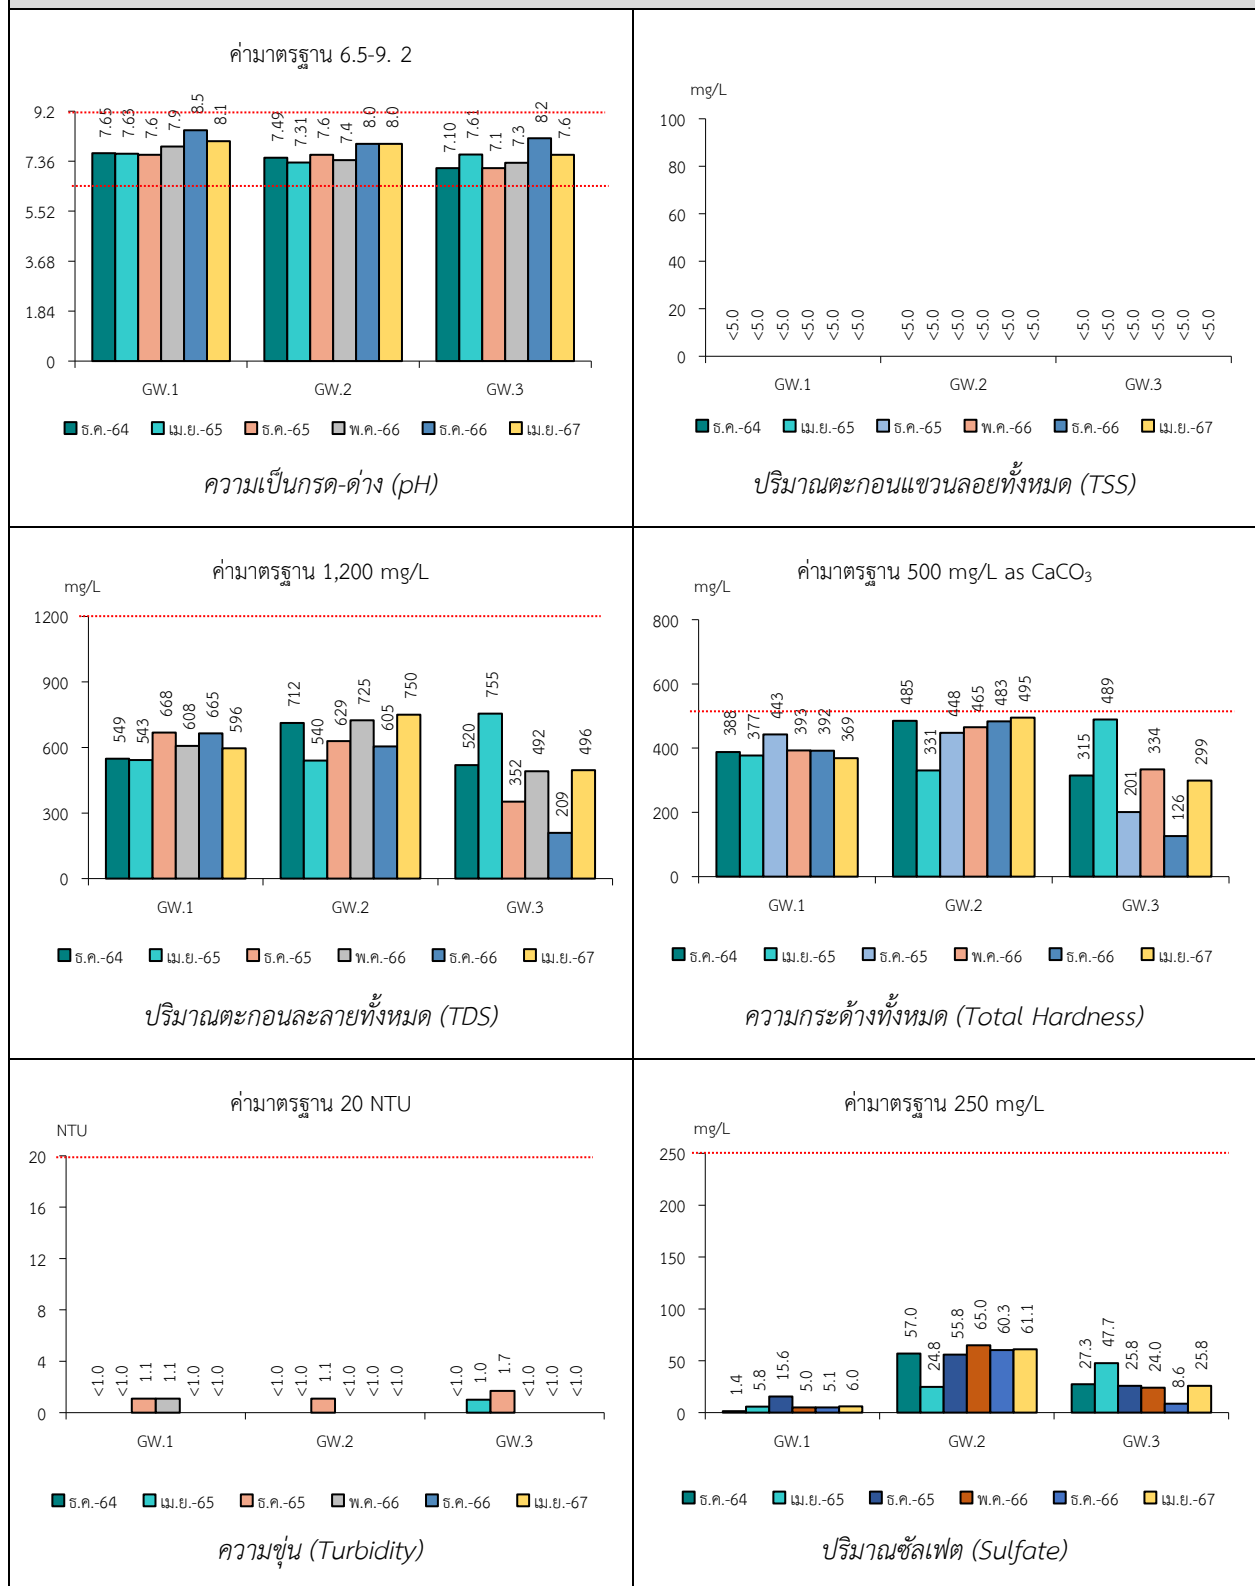 ค่ามาตรฐาน 6.5-9. 2
9.2
7.36
5.52
3.68
1.84
0
7.65 7.63 7.6 7.9 8.5 8.1
7.49 7.31 7.6 7.4 8.0 8.0
7.10 7.61 7.1 7.3 8.2 7.6
GW.1 GW.2 GW.3
ธ.ค.-64 เม.ย.-65 ธ.ค.-65 พ.ค.-66 ธ.ค.-66 เม.ย.-67
ความเป็นกรด-ด่าง (pH)
mg/L
100
80
60
40
20
0
<5.0 <5.0 <5.0 <5.0 <5.0 <5.0
<5.0 <5.0 <5.0 <5.0 <5.0 <5.0
<5.0 <5.0 <5.0 <5.0 <5.0 <5.0
GW.1 GW.2 GW.3
ธ.ค.-64 เม.ย.-65 ธ.ค.-65 พ.ค.-66 ธ.ค.-66 เม.ย.-67
ปริมาณตะกอนแขวนลอยทั้งหมด (TSS)
ค่ามาตรฐาน 1,200 mg/L
mg/L
1200
900
600
300
0
549 543 668 608 665 596
712 540 629 725 605 750
520 755 352 492 209 496
GW.1 GW.2 GW.3
ธ.ค.-64 เม.ย.-65 ธ.ค.-65 พ.ค.-66 ธ.ค.-66 เม.ย.-67
ปริมาณตะกอนละลายทั้งหมด (TDS)
ค่ามาตรฐาน 500 mg/L as CaCO₃
mg/L
800
600
400
200
0
388 377 443 393 392 369
485 331 448 465 483 495
315 489 201 334 126 299
GW.1 GW.2 GW.3
ธ.ค.-64 เม.ย.-65 ธ.ค.-65 พ.ค.-66 ธ.ค.-66 เม.ย.-67
ความกระด้างทั้งหมด (Total Hardness)
ค่ามาตรฐาน 20 NTU
NTU
20
16
12
8
4
0
<1.0 <1.0 1.1 1.1 <1.0 <1.0
<1.0 <1.0 1.1 <1.0 <1.0 <1.0
<1.0 1.0 1.7 <1.0 <1.0 <1.0
GW.1 GW.2 GW.3
ธ.ค.-64 เม.ย.-65 ธ.ค.-65 พ.ค.-66 ธ.ค.-66 เม.ย.-67
ความขุ่น (Turbidity)
ค่ามาตรฐาน 250 mg/L
mg/L
250
200
150
100
50
0
1.4 5.8 15.6 5.0 5.1 6.0
57.0 24.8 55.8 65.0 60.3 61.1
27.3 47.7 25.8 24.0 8.6 25.8
GW.1 GW.2 GW.3
ธ.ค.-64 เม.ย.-65 ธ.ค.-65 พ.ค.-66 ธ.ค.-66 เม.ย.-67
ปริมาณซัลเฟต (Sulfate)